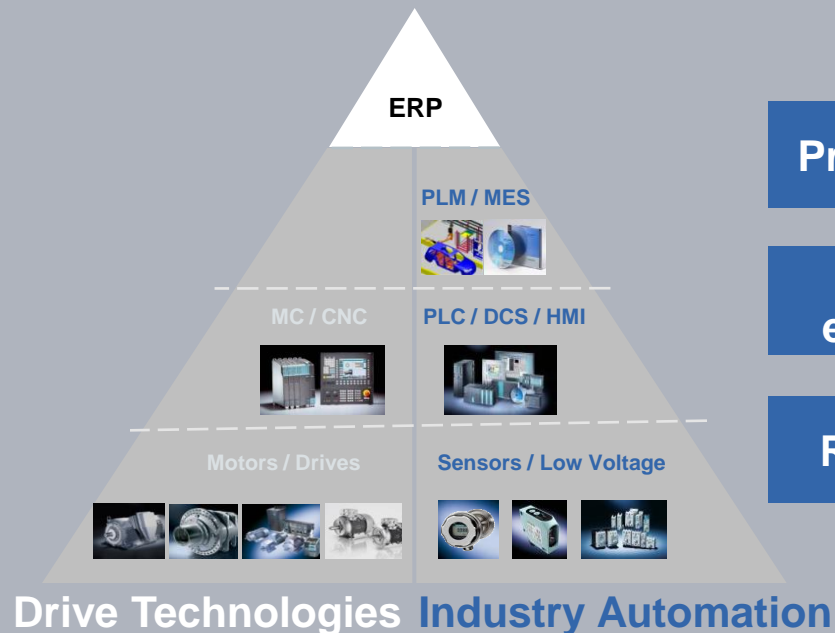 ERP
PLM / MES
MC / CNC
PLC / DCS / HMI
Motors / Drives
Sensors / Low Voltage
Drive Technologies Industry Automation